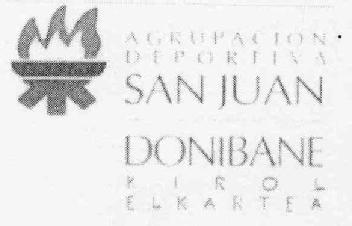 AGRUPACION
DEPORTIVA
SAN JUAN
DONIBANE
KIROL
ELKARTEA